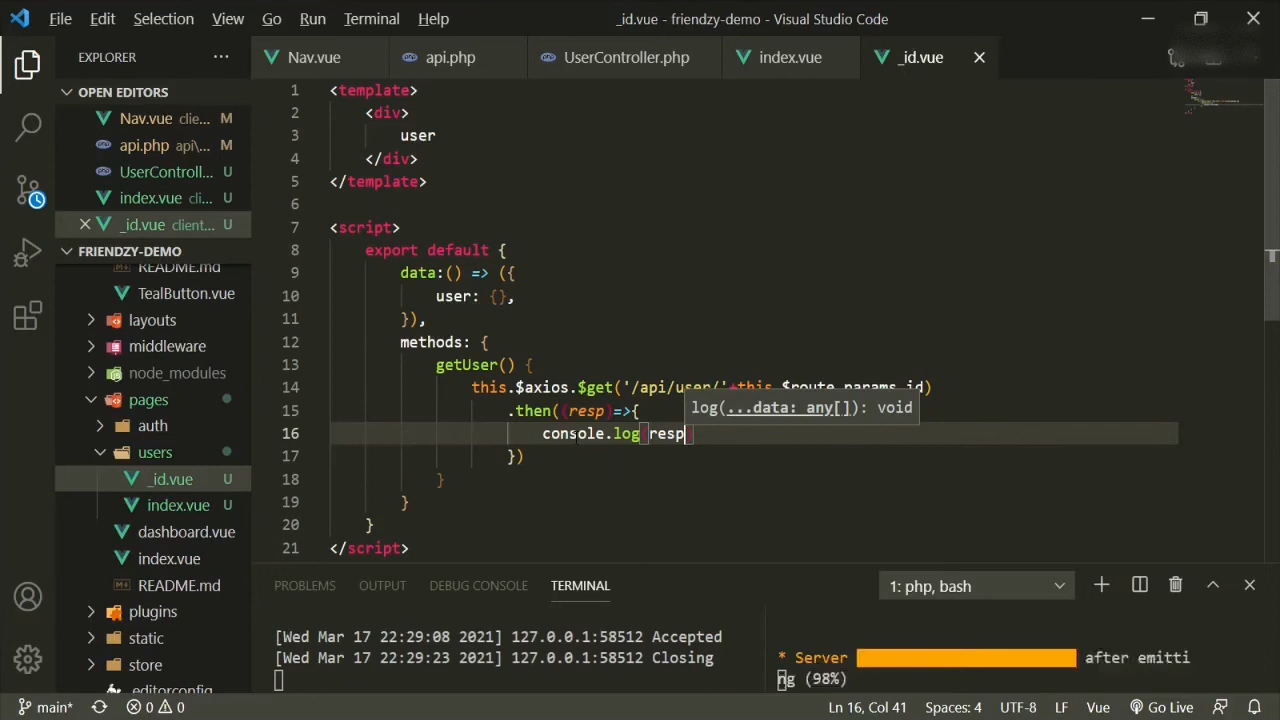 File Edit Selection View Go Run Terminal Help _id.vue - friendzy-demo - Visual Studio Code
EXPLORER ... Nav.vue api.php UserController.php index.vue _id.vue
OPEN EDITORS
Nav.vue clie... M
api.php api\... M
UserControll... U
index.vue cli... U
_id.vue client... U
FRIENDZY-DEMO
README.md
TealButton.vue
layouts
middleware
node_modules
pages
auth
users
_id.vue U
index.vue U
dashboard.vue
index.vue
README.md
plugins
static
store
.editorconfig
1 <template>
2 <div>
3 user
4 </div>
5 </template>
6
7 <script>
8 export default {
9 data:() => ({
10 user: {},
11 }),
12 methods: {
13 getUser() {
14 this.$axios.$get('/api/user/'+this.$route.params.id)
15 .then((resp)=>{
log(...data: any[]): void
16 console.log(resp)
17 })
18 }
19 }
20 }
21 </script>
PROBLEMS OUTPUT DEBUG CONSOLE TERMINAL 1: php, bash
[Wed Mar 17 22:29:08 2021] 127.0.0.1:58512 Accepted
[Wed Mar 17 22:29:23 2021] 127.0.0.1:58512 Closing
* Server after emitti
ng (98%)
main* 0 0 Ln 16, Col 41 Spaces: 4 UTF-8 LF Vue Go Live